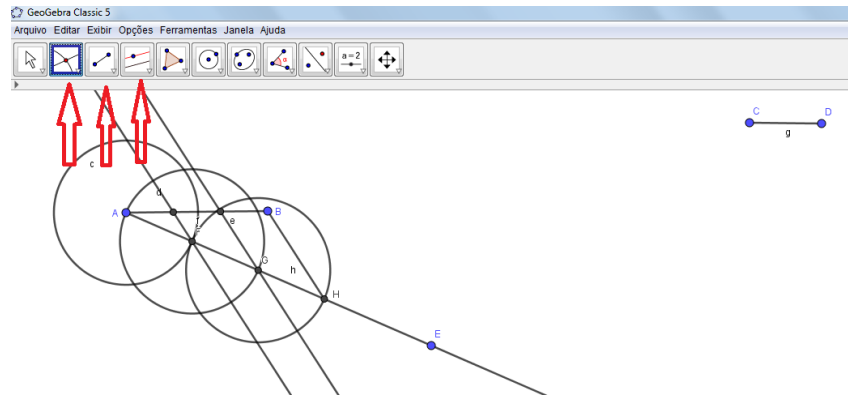 GeoGebra Classic 5
Arquivo Editar Exibir Opções Ferramentas Janela Ajuda
α
a = 2
C
D
g
c
d
A
B
f
e
F
G
h
H
E